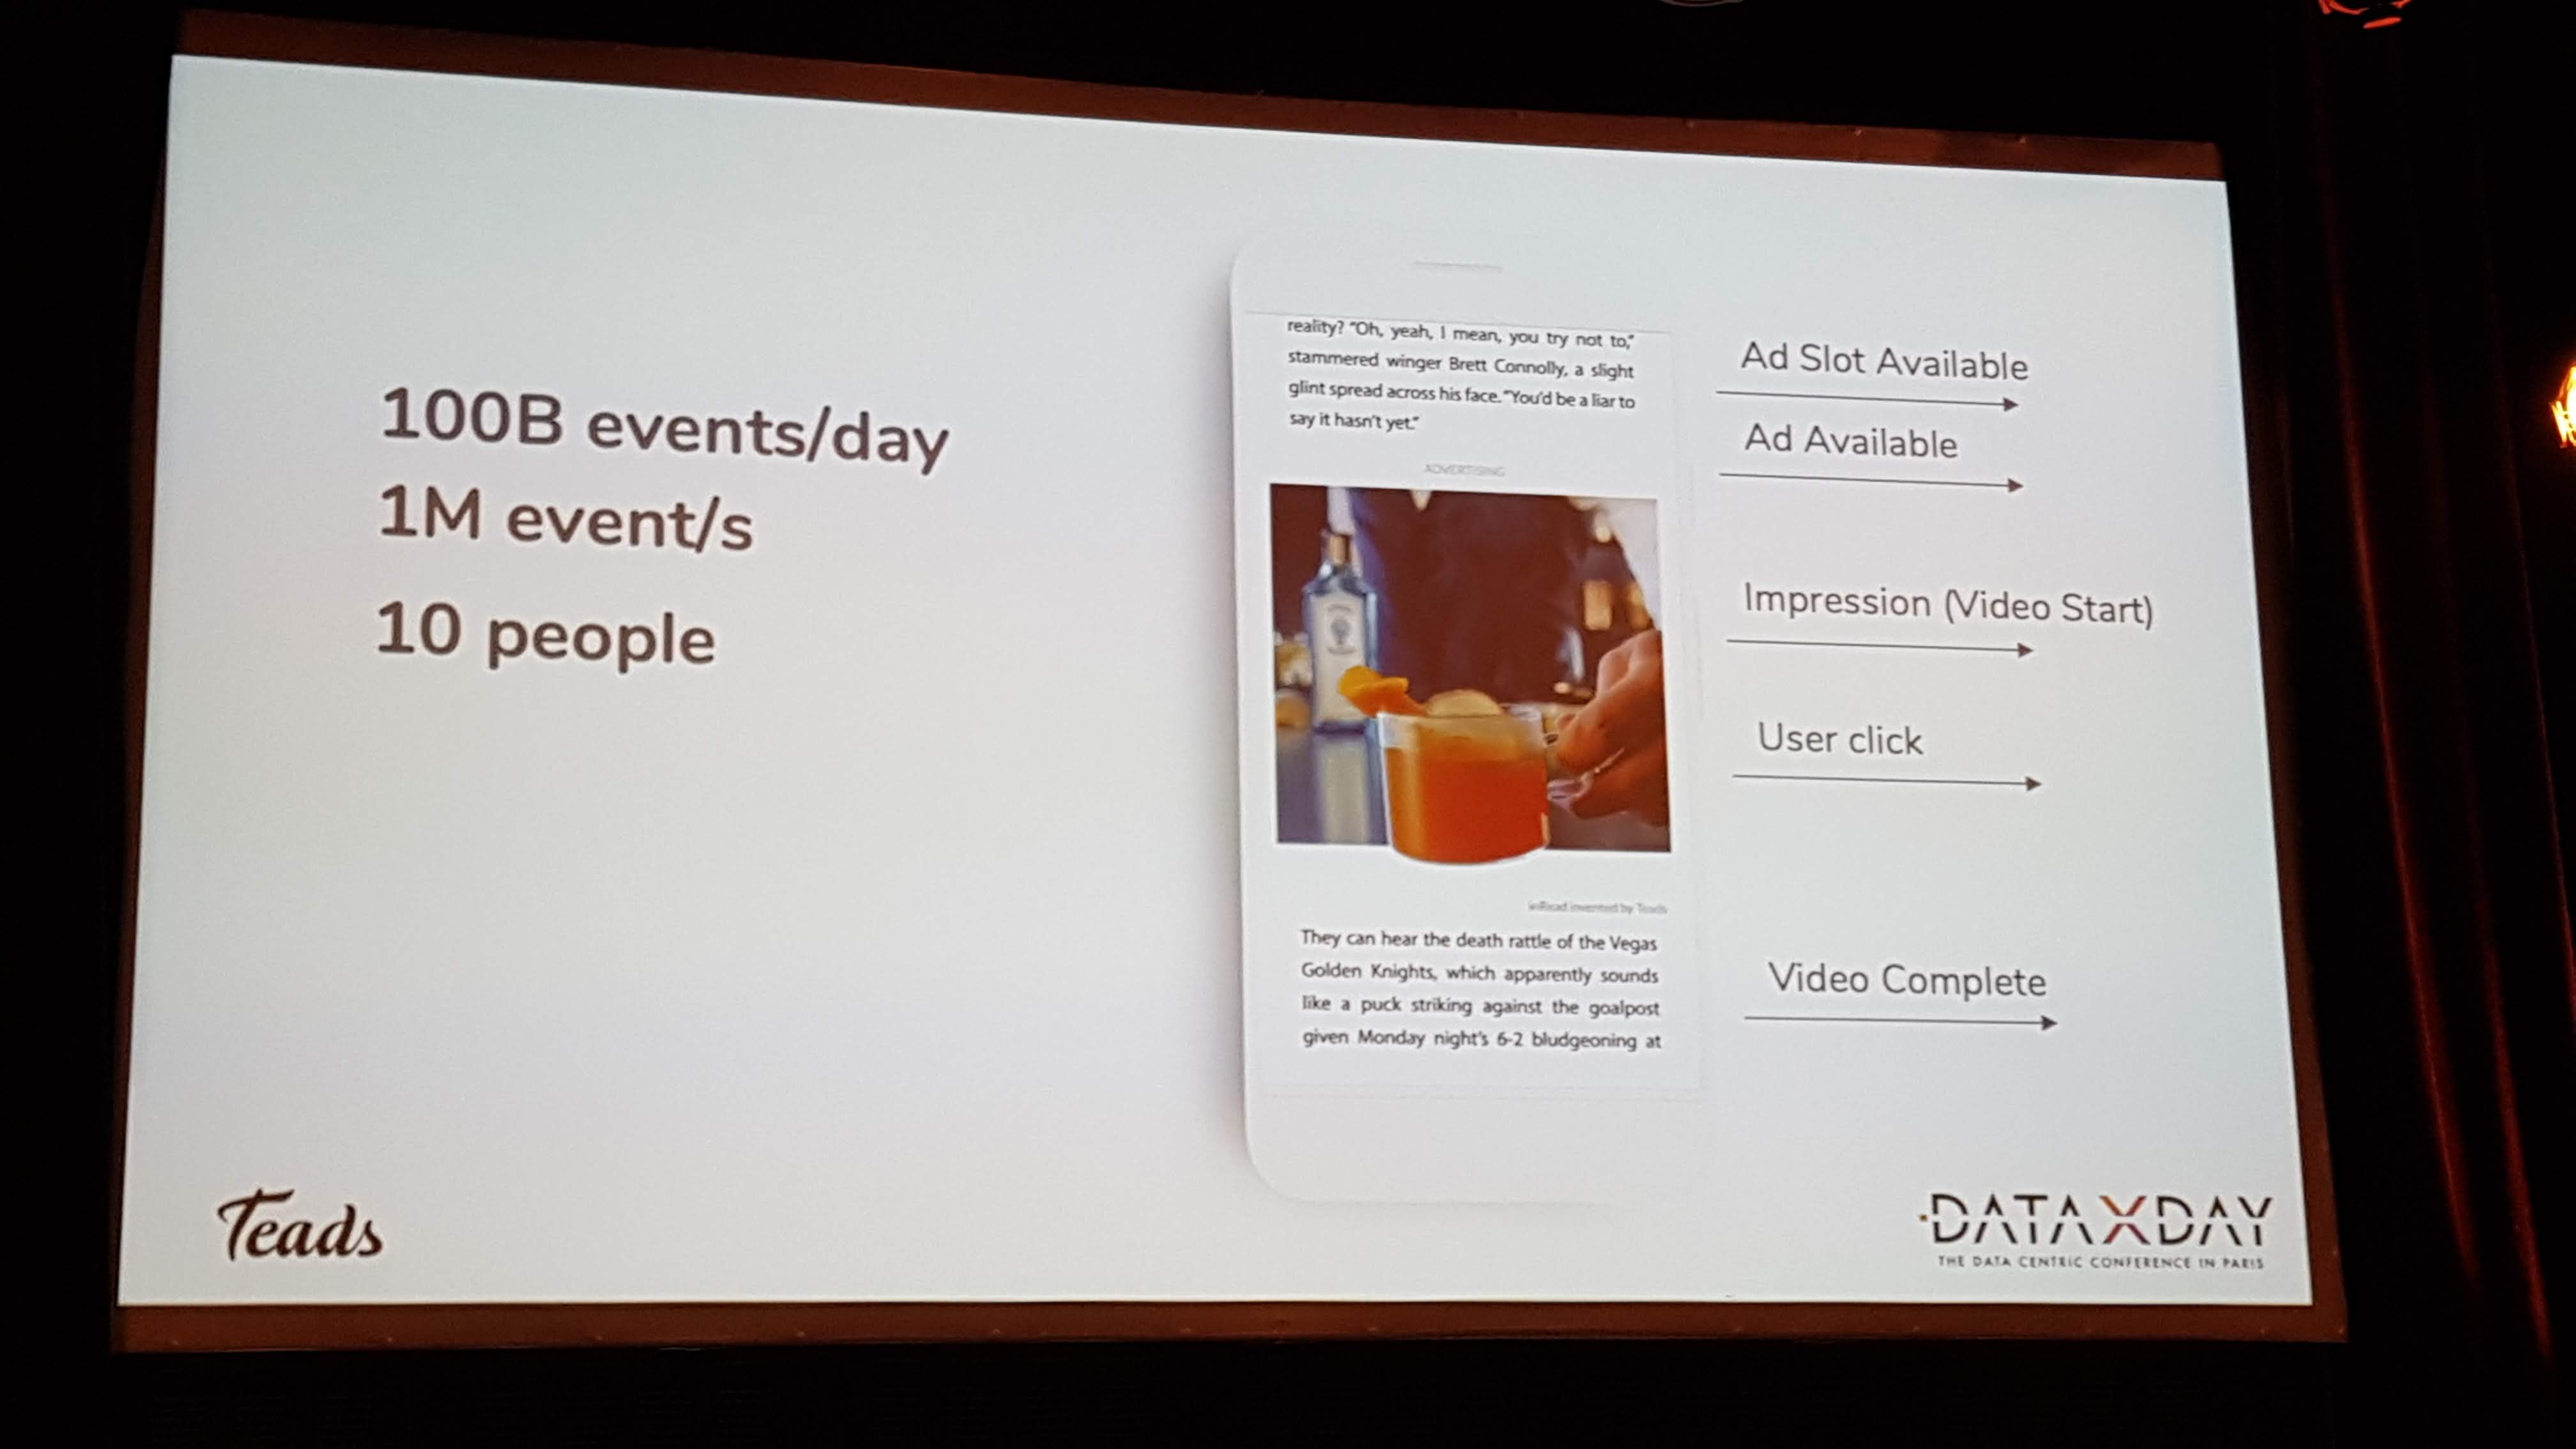 100B events/day
1M event/s
10 people
reality? "Oh, yeah, I mean, you try not to,"
stammered winger Brett Connolly, a slight
glint spread across his face. "You'd be a liar to
say it hasn't yet."
ADVERTISING
inRead invented by Teads
They can hear the death rattle of the Vegas
Golden Knights, which apparently sounds
like a puck striking against the goalpost
given Monday night's 6-2 bludgeoning at
Ad Slot Available
Ad Available
Impression (Video Start)
User click
Video Complete
Teads
DATAXDAY
THE DATA CENTRIC CONFERENCE IN PARIS